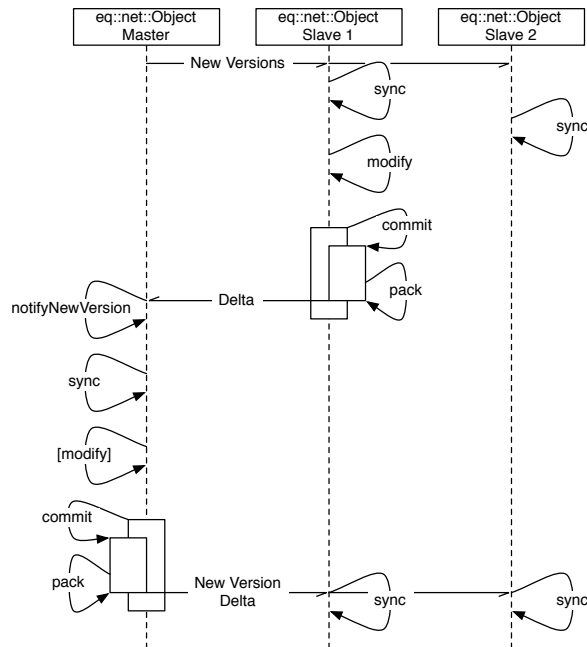 eq::net::Object
Master
eq::net::Object
Slave 1
eq::net::Object
Slave 2
New Versions
sync
sync
modify
commit
pack
Delta
notifyNewVersion
sync
[modify]
commit
pack
New Version
Delta
sync
sync